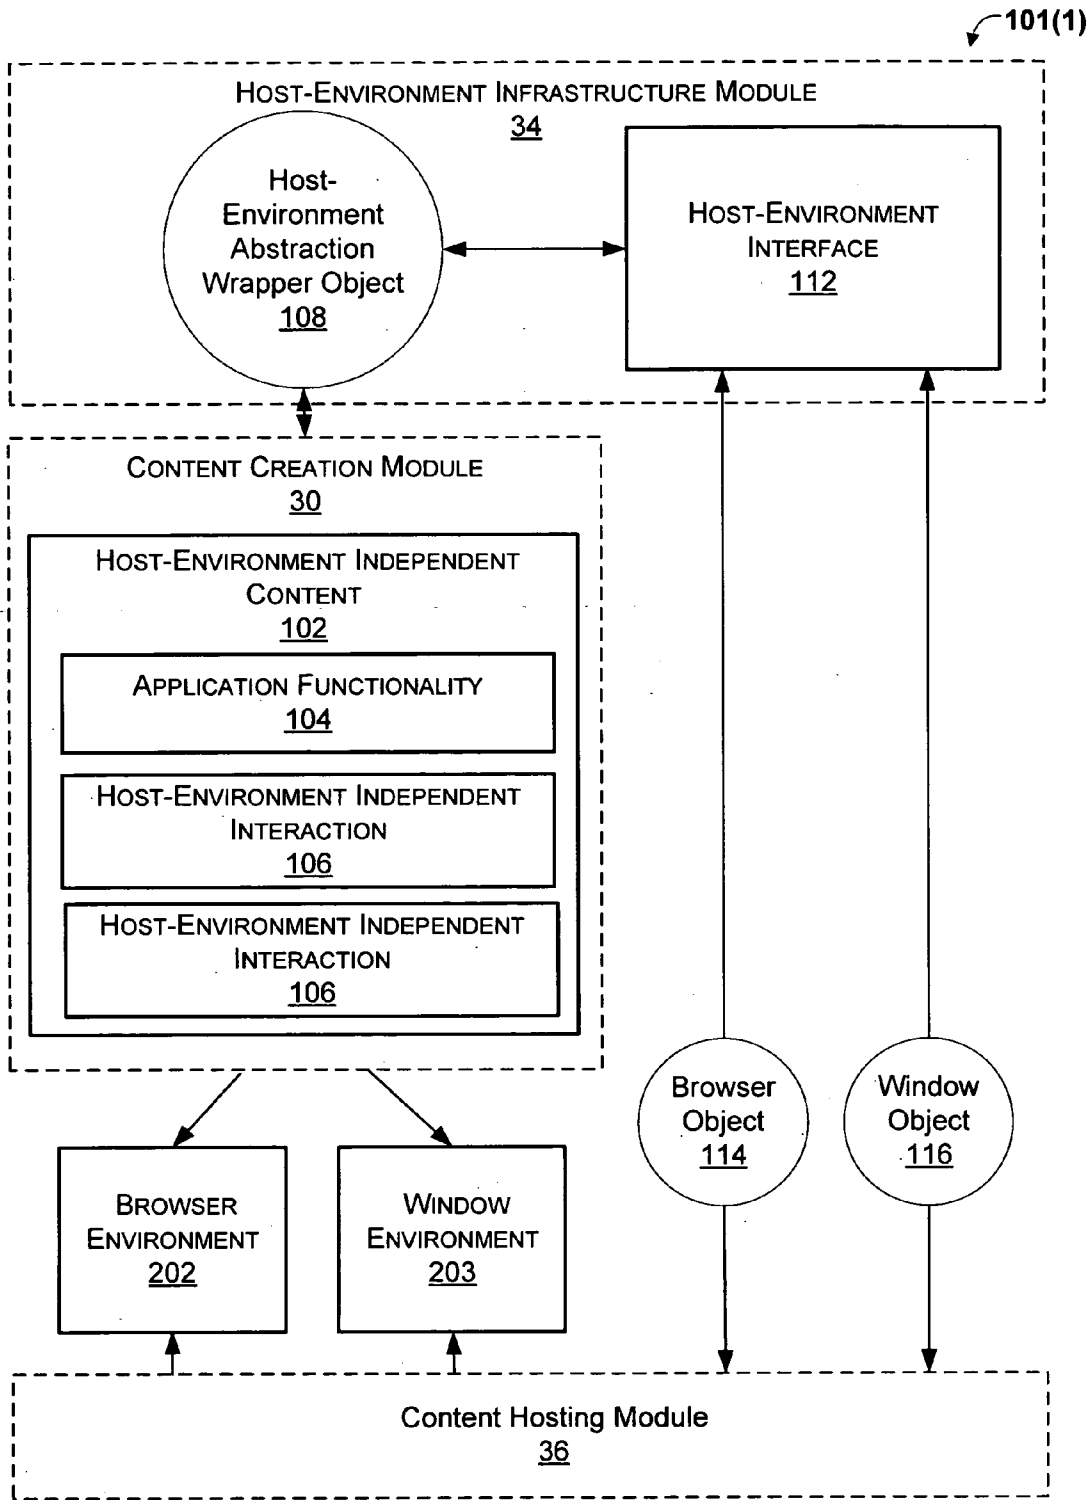 101(1)
HOST-ENVIRONMENT INFRASTRUCTURE MODULE
34
Host-
Environment
Abstraction
Wrapper Object
108
HOST-ENVIRONMENT
INTERFACE
112
CONTENT CREATION MODULE
30
HOST-ENVIRONMENT INDEPENDENT
CONTENT
102
APPLICATION FUNCTIONALITY
104
HOST-ENVIRONMENT INDEPENDENT
INTERACTION
106
HOST-ENVIRONMENT INDEPENDENT
INTERACTION
106
Browser
Object
114
Window
Object
116
BROWSER
ENVIRONMENT
202
WINDOW
ENVIRONMENT
203
Content Hosting Module
36